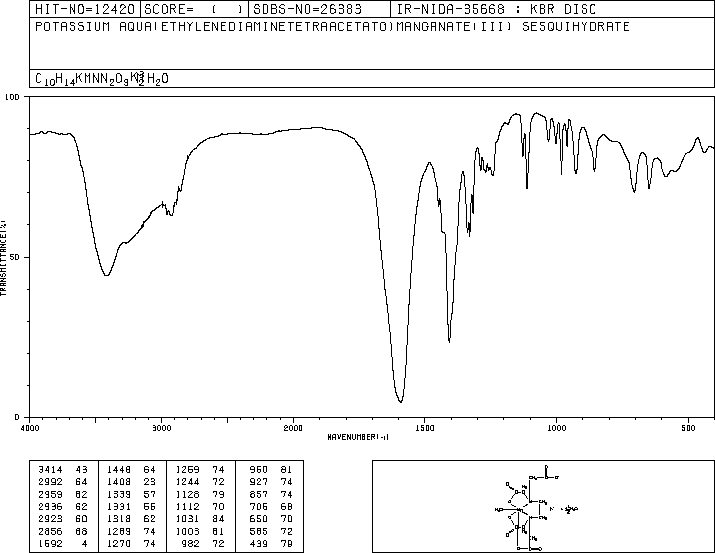 HIT-NO=12420 SCORE= ( ) SDBS-NO=26383 IR-NIDA-35668 : KBR DISC
POTASSIUM AQUA(ETHYLENEDIAMINETETRAACETATO)MANGANATE(III) SESQUIHYDRATE
100
50
0
TRANSMITTANCE(%)
4000 3000 2000 1500 1000 500
WAVENUMBER(-1)
3414 43 1448 64 1269 74 960 81
2992 64 1408 23 1244 72 927 74
2959 62 1339 57 1128 79 857 74
2936 62 1331 55 1112 70 706 68
2923 60 1318 62 1031 84 650 70
2856 68 1289 74 1003 81 585 72
1592 4 1270 74 982 72 439 79